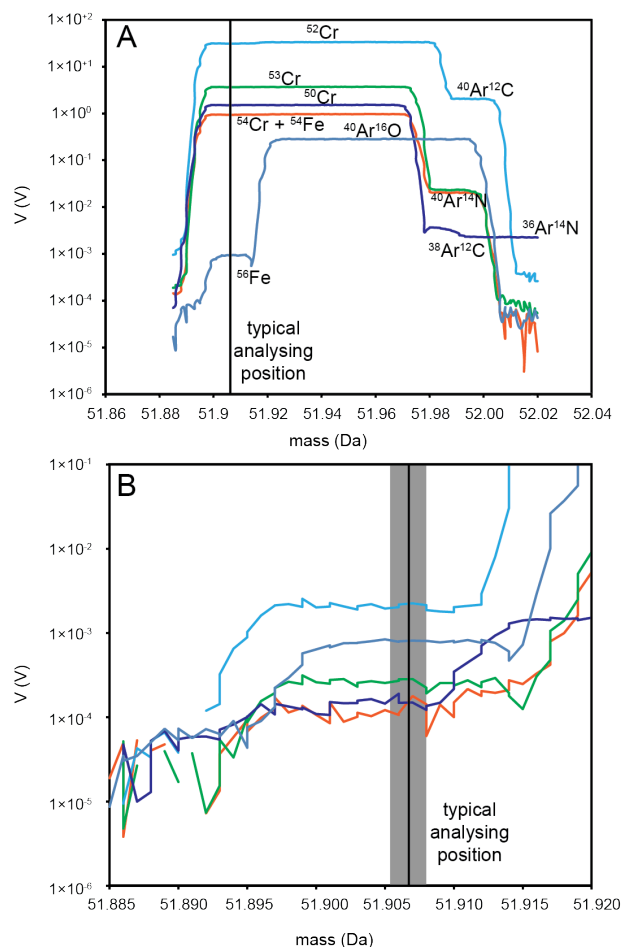 A
1×10⁺²
1×10⁺¹
1×10⁰
1×10⁻¹
1×10⁻²
1×10⁻³
1×10⁻⁴
1×10⁻⁵
1×10⁻⁶
V (V)
⁵²Cr
⁴⁰Ar¹²C
⁵³Cr
⁵⁰Cr
⁵⁴Cr + ⁵⁴Fe
⁴⁰Ar¹⁶O
⁴⁰Ar¹⁴N
³⁶Ar¹⁴N
³⁸Ar¹²C
⁵⁶Fe
typical
analysing
position
51.86 51.88 51.9 51.92 51.94 51.96 51.98 52.00 52.02 52.04
mass (Da)
B
1×10⁻¹
1×10⁻²
1×10⁻³
1×10⁻⁴
1×10⁻⁵
1×10⁻⁶
V (V)
typical
analysing
position
51.885 51.890 51.895 51.900 51.905 51.910 51.915 51.920
mass (Da)